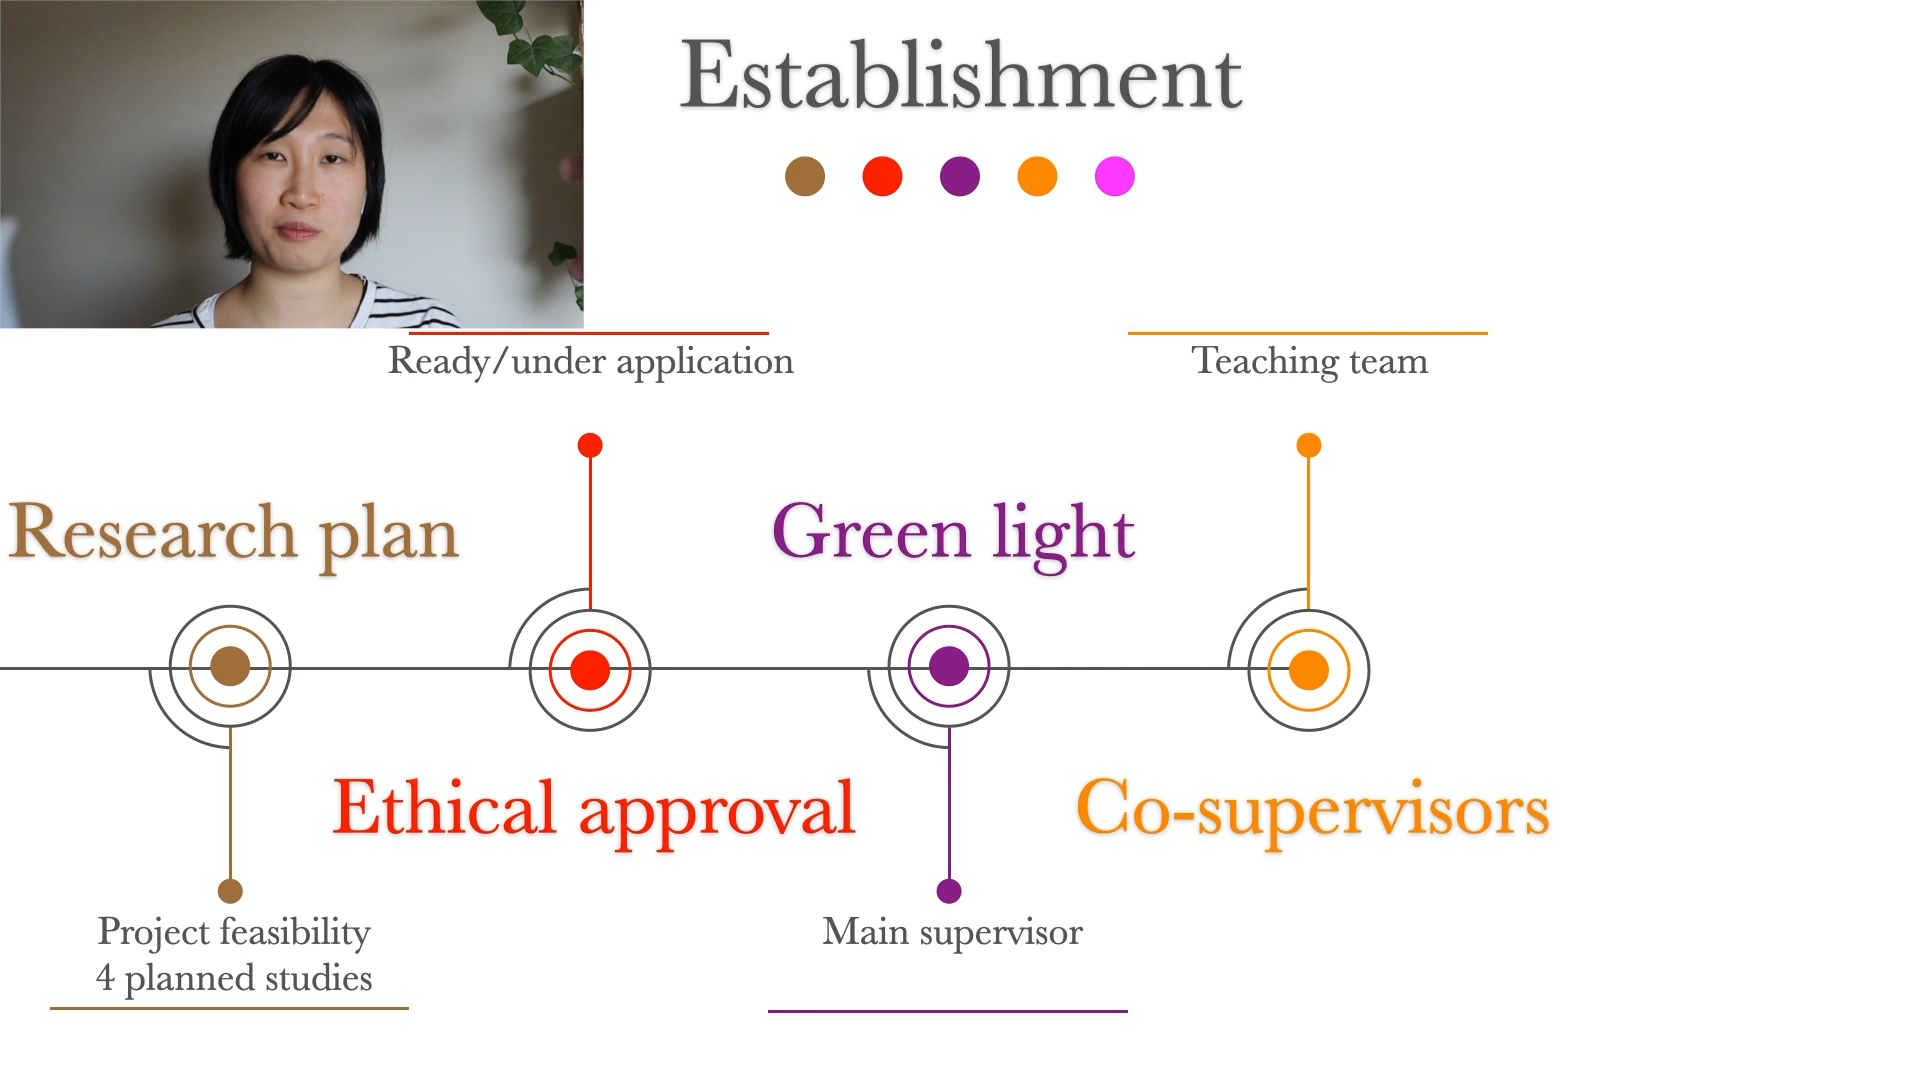 Establishment
Ready/under application
Teaching team
Research plan
Green light
Ethical approval
Co-supervisors
Project feasibility
4 planned studies
Main supervisor